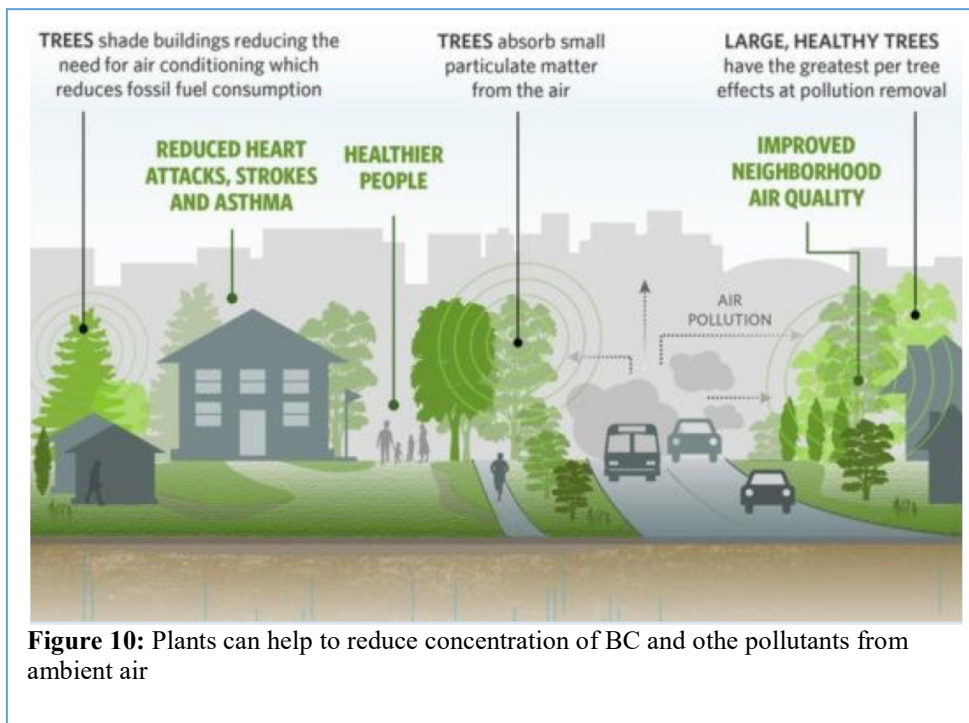 TREES shade buildings reducing the
need for air conditioning which
reduces fossil fuel consumption
TREES absorb small
particulate matter
from the air
LARGE, HEALTHY TREES
have the greatest per tree
effects at pollution removal
REDUCED HEART
ATTACKS, STROKES
AND ASTHMA
HEALTHIER
PEOPLE
IMPROVED
NEIGHBORHOOD
AIR QUALITY
AIR
POLLUTION
Figure 10: Plants can help to reduce concentration of BC and othe pollutants from
ambient air